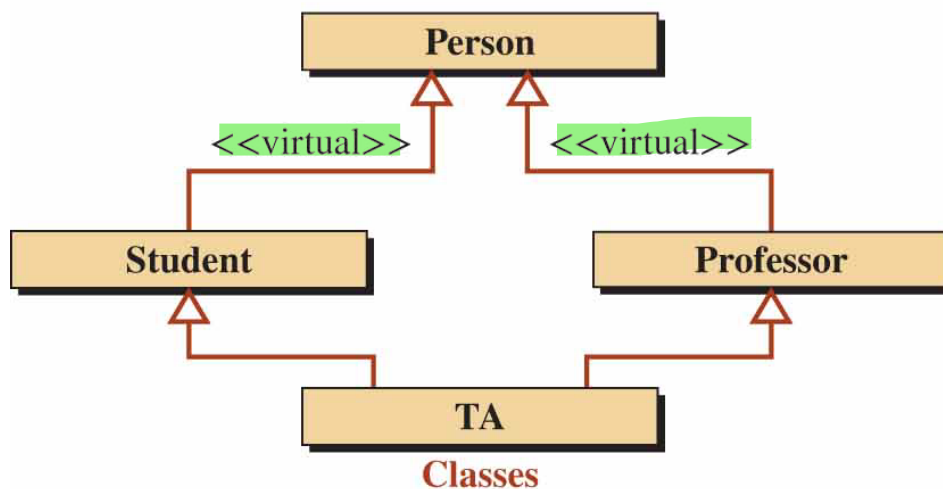 Person
<<virtual>> <<virtual>>
Student Professor
TA
Classes